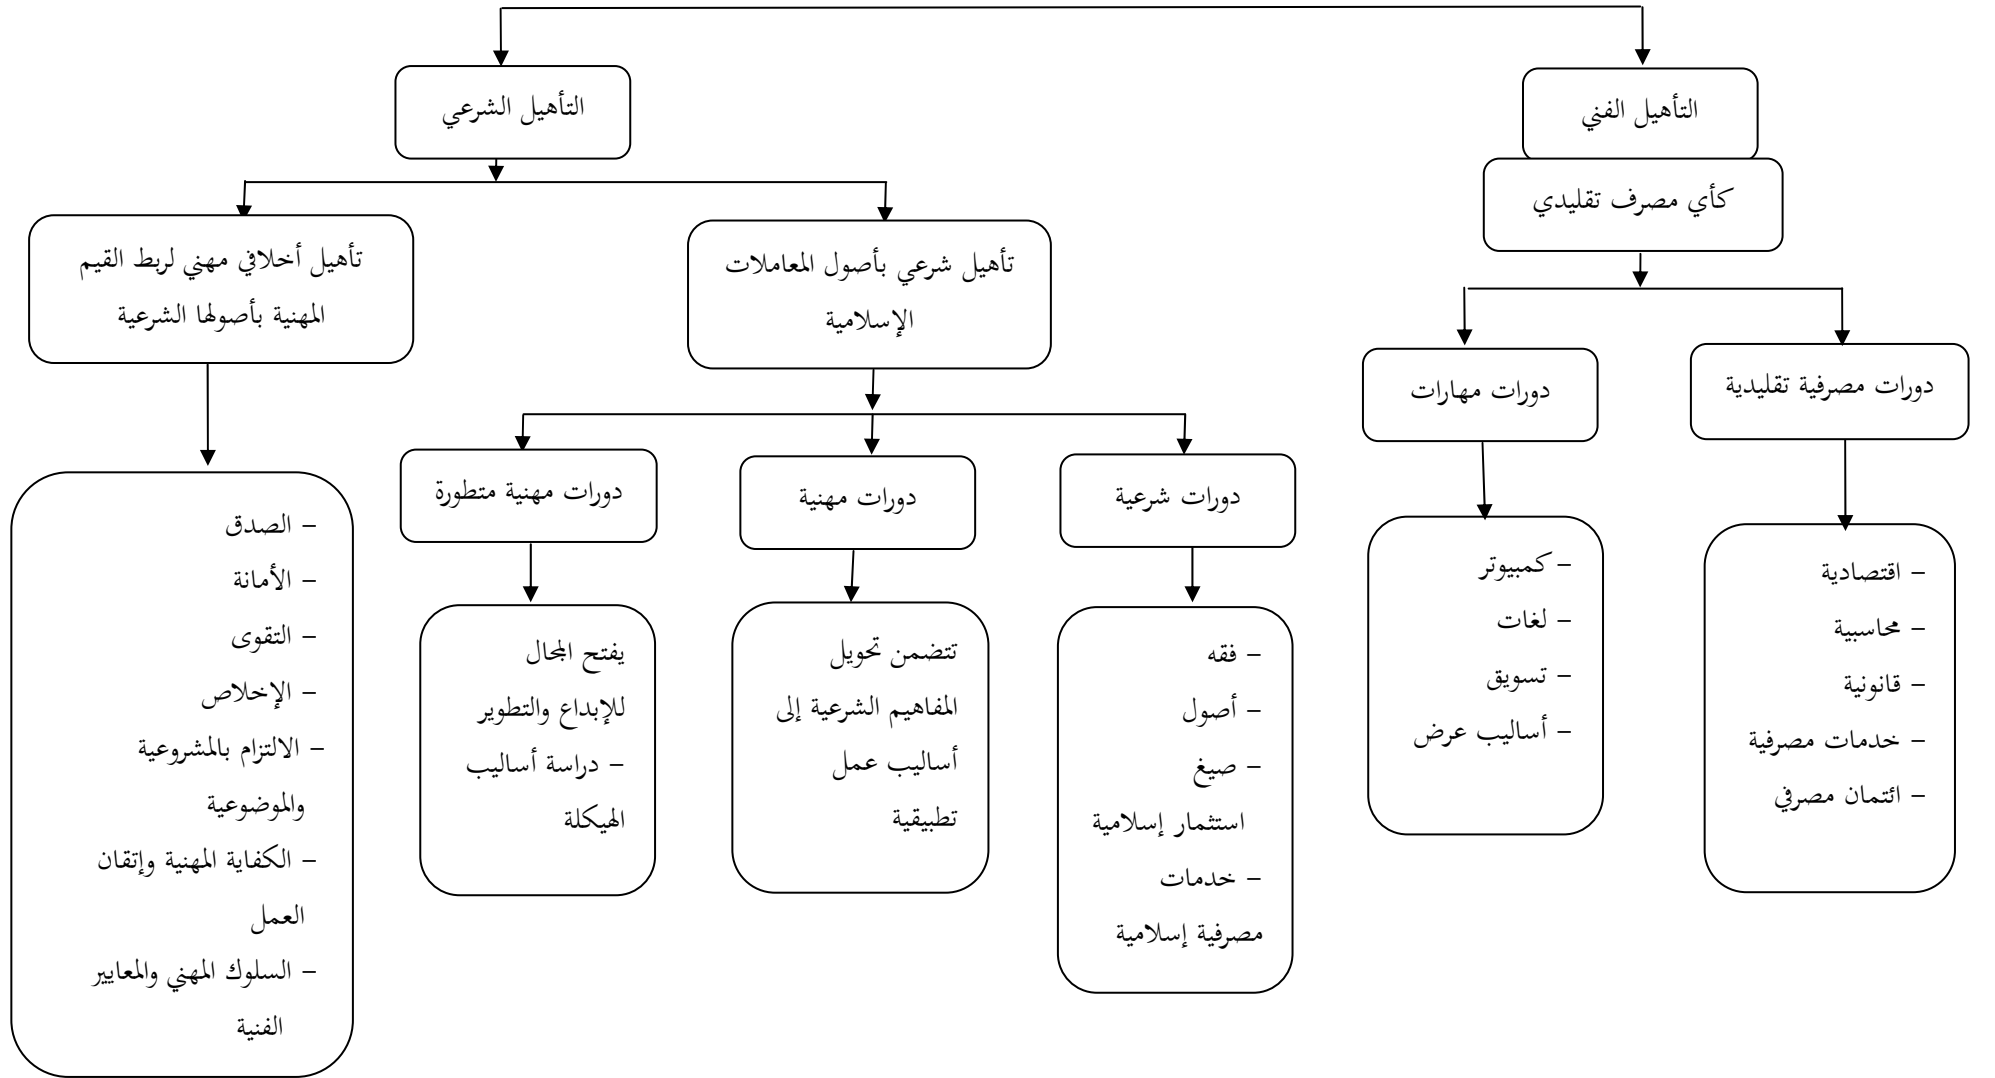 التأهيل الفني
كأي مصرف تقليدي
دورات مصرفية تقليدية
- اقتصادية
- محاسبية
- قانونية
- خدمات مصرفية
- ائتمان مصرفي
دورات مهارات
- كمبيوتر
- لغات
- تسويق
- أساليب عرض
التأهيل الشرعي
تأهيل شرعي بأصول المعاملات
الإسلامية
دورات شرعية
- فقه
- أصول
- صيغ
استثمار إسلامية
- خدمات
مصرفية إسلامية
دورات مهنية
تتضمن تحويل
المفاهيم الشرعية إلى
أساليب عمل
تطبيقية
دورات مهنية متطورة
يفتح المجال
للإبداع والتطوير
- دراسة أساليب
الهيكلة
تأهيل أخلاقي مهني لربط القيم
المهنية بأصولها الشرعية
- الصدق
- الأمانة
- التقوى
- الإخلاص
- الالتزام بالمشروعية
والموضوعية
- الكفاية المهنية وإتقان
العمل
- السلوك المهني والمعايير
الفنية